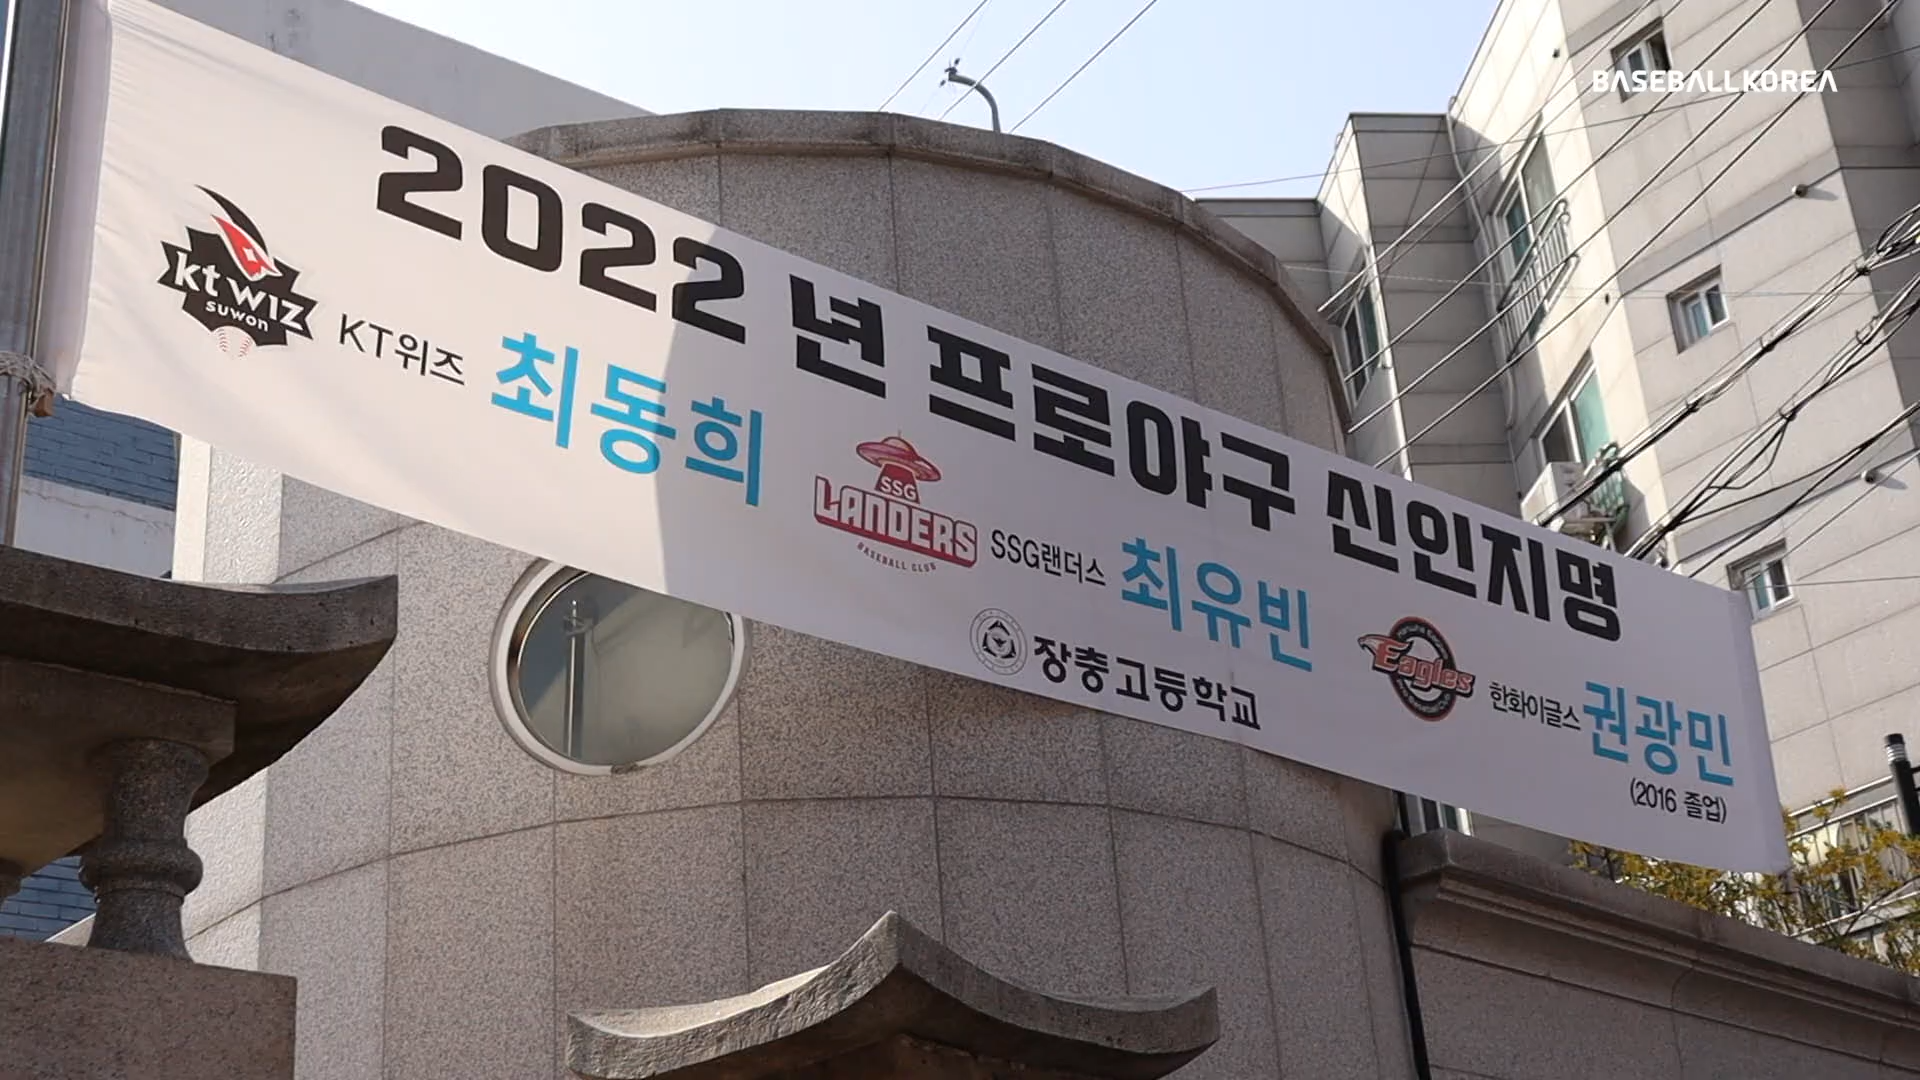 BASEBALLKOREA
2022년 프로야구 신인지명
kt wiz
suwon
KT위즈 최동희
SSG
LANDERS
BASEBALL CLUB
SSG랜더스 최유빈
Eagles
한화이글스 권광민
(2016 졸업)
장충고등학교